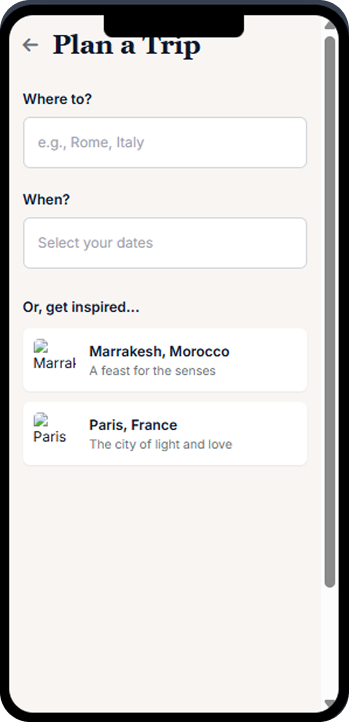 Plan a Trip
Where to?
e.g., Rome, Italy
When?
Select your dates
Or, get inspired...
Marrakesh, Morocco
A feast for the senses
Marral
Paris, France
The city of light and love
Paris